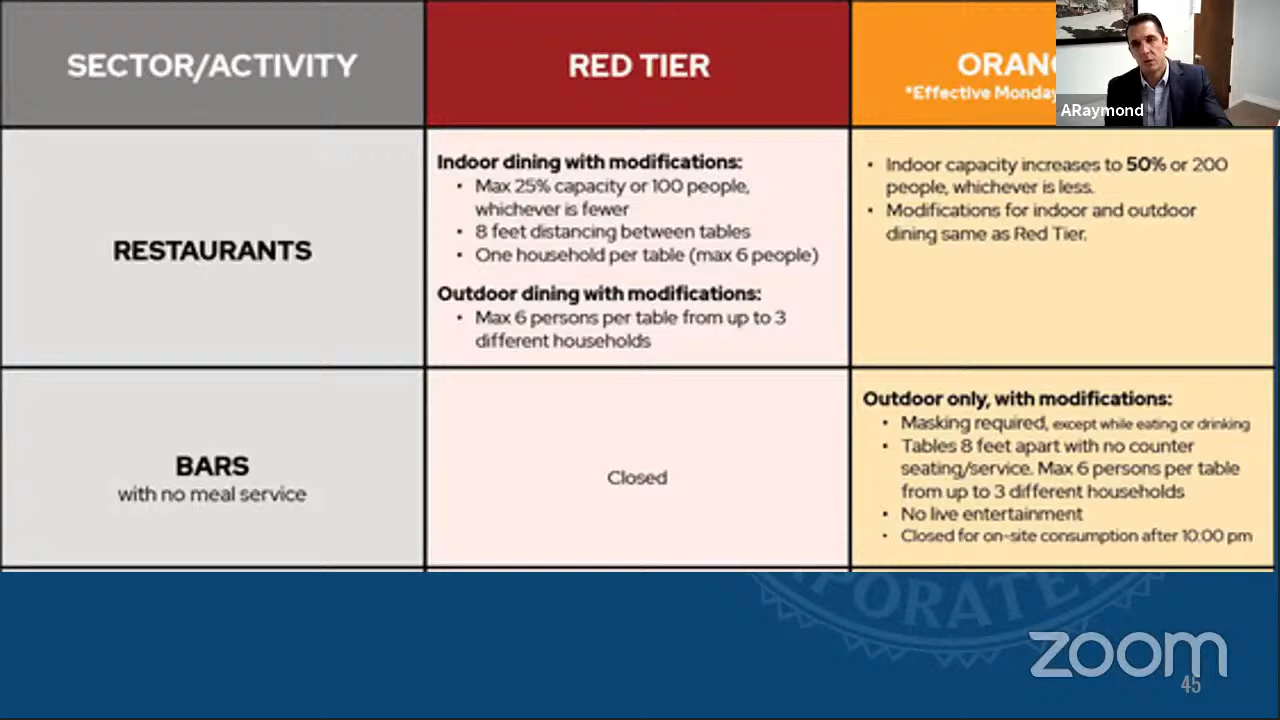 SECTOR/ACTIVITY
RED TIER
*Effective Monday
ARaymond
RESTAURANTS
Indoor dining with modifications:
• Max 25% capacity or 100 people,
whichever is fewer
• 8 feet distancing between tables
• One household per table (max 6 people)
Outdoor dining with modifications:
• Max 6 persons per table from up to 3
different households
• Indoor capacity increases to 50% or 200
people, whichever is less.
• Modifications for indoor and outdoor
dining same as Red Tier.
BARS
with no meal service
Closed
Outdoor only, with modifications:
• Masking required, except while eating or drinking
• Tables 8 feet apart with no counter
seating/service. Max 6 persons per table
from up to 3 different households
• No live entertainment
• Closed for on-site consumption after 10:00 pm
zoom
45